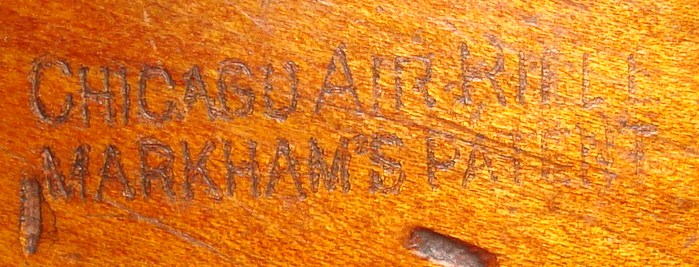 CHICAGO AIR RIFLE
MARKHAM'S PATENT